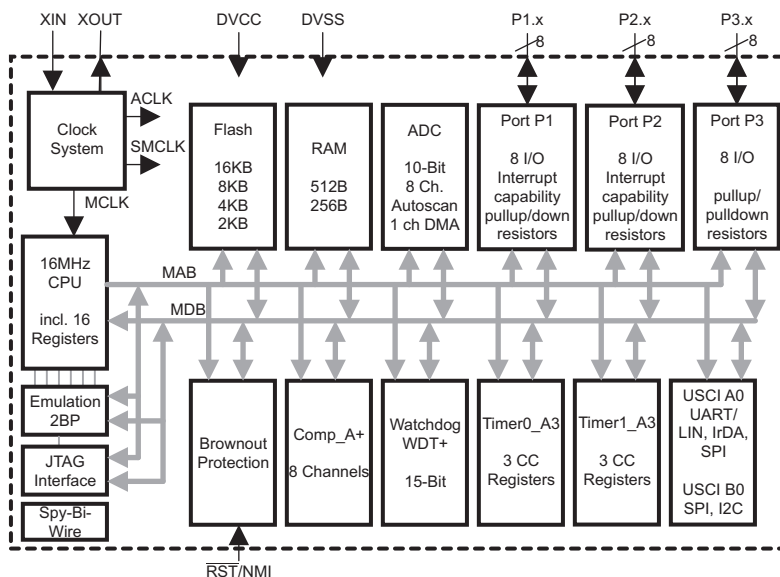 XIN XOUT DVCC DVSS P1.x P2.x P3.x
8 8 8
Clock
System
ACLK
SMCLK
MCLK
Flash
16KB
8KB
4KB
2KB
RAM
512B
256B
ADC
10-Bit
8 Ch.
Autoscan
1 ch DMA
Port P1
8 I/O
Interrupt
capability
pullup/down
resistors
Port P2
8 I/O
Interrupt
capability
pullup/down
resistors
Port P3
8 I/O
pullup/
pulldown
resistors
16MHz
CPU
incl. 16
Registers
MAB
MDB
Emulation
2BP
JTAG
Interface
Spy-Bi-
Wire
Brownout
Protection
Comp_A+
8 Channels
Watchdog
WDT+
15-Bit
Timer0_A3
3 CC
Registers
Timer1_A3
3 CC
Registers
USCI A0
UART/
LIN, IrDA,
SPI
USCI B0
SPI, I2C
RST/NMI